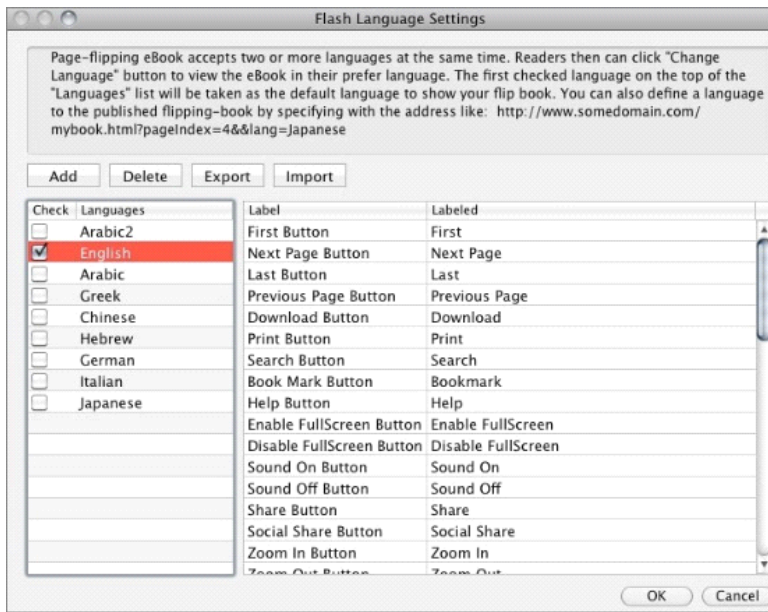 Flash Language Settings
Page-flipping eBook accepts two or more languages at the same time. Readers then can click "Change
Language" button to view the eBook in their prefer language. The first checked language on the top of the
"Languages" list will be taken as the default language to show your flip book. You can also define a language
to the published flipping-book by specifying with the address like: http://www.somedomain.com/
mybook.html?pageIndex=4&&lang=Japanese
Add Delete Export Import
Check Languages Label Labeled
Arabic2 First Button First
English Next Page Button Next Page
Arabic Last Button Last
Greek Previous Page Button Previous Page
Chinese Download Button Download
Hebrew Print Button Print
German Search Button Search
Italian Book Mark Button Bookmark
Japanese Help Button Help
Enable FullScreen Button Enable FullScreen
Disable FullScreen Button Disable FullScreen
Sound On Button Sound On
Sound Off Button Sound Off
Share Button Share
Social Share Button Social Share
Zoom In Button Zoom In
Zoom Out Button Zoom Out
OK Cancel